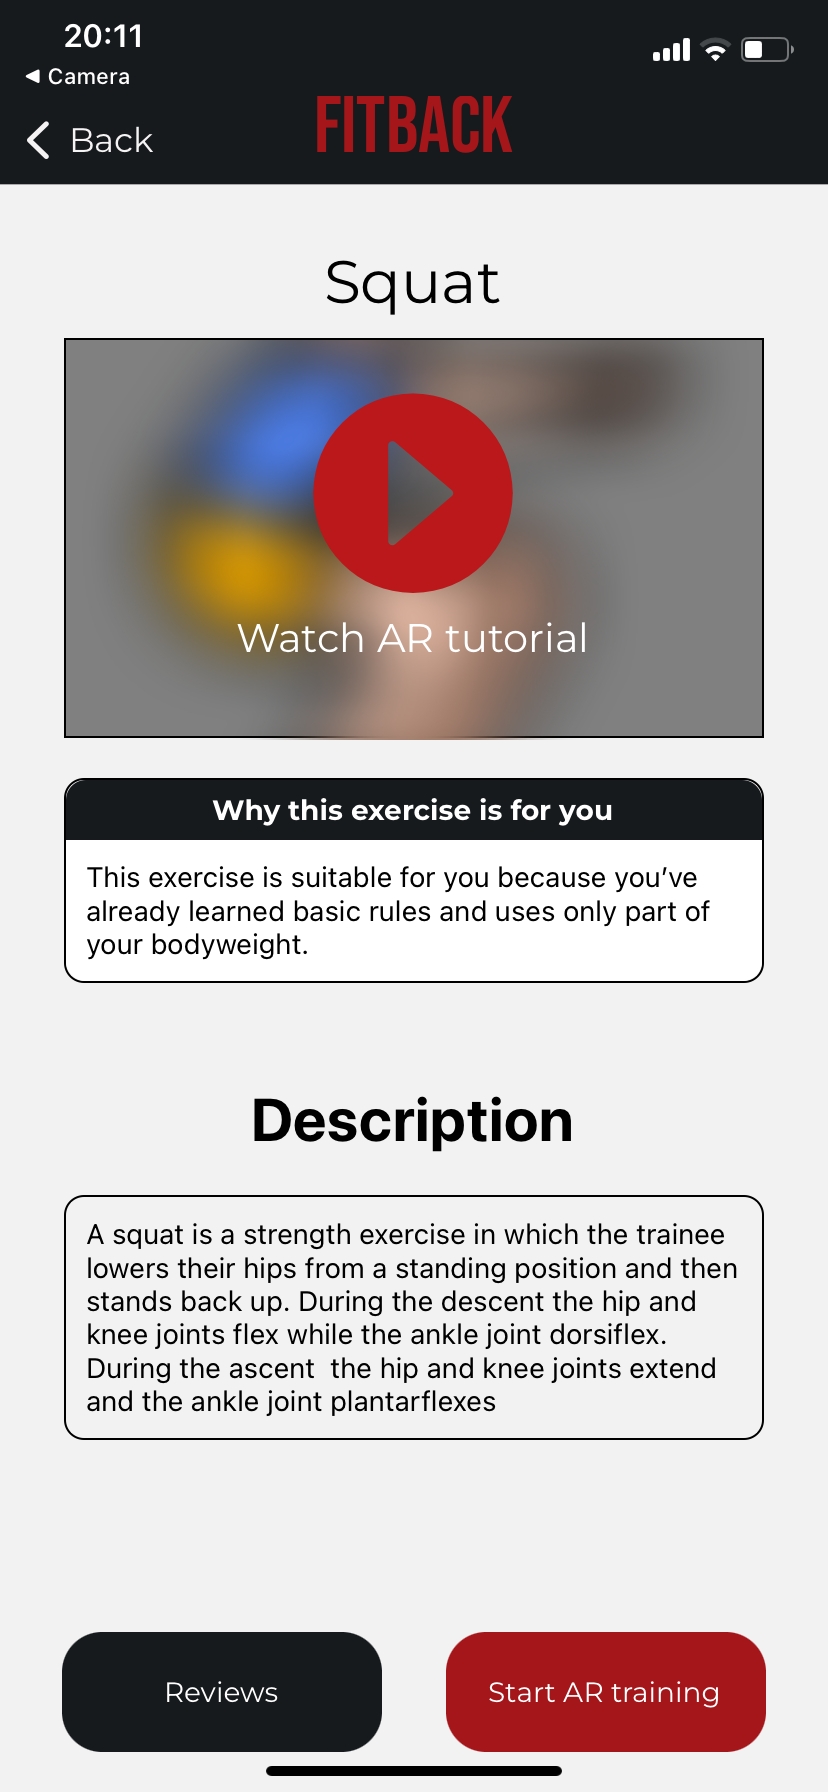 20:11
◀ Camera
Back
FITBACK
Squat
Watch AR tutorial
Why this exercise is for you
This exercise is suitable for you because you’ve
already learned basic rules and uses only part of
your bodyweight.
Description
A squat is a strength exercise in which the trainee
lowers their hips from a standing position and then
stands back up. During the descent the hip and
knee joints flex while the ankle joint dorsiflex.
During the ascent  the hip and knee joints extend
and the ankle joint plantarflexes
Reviews
Start AR training